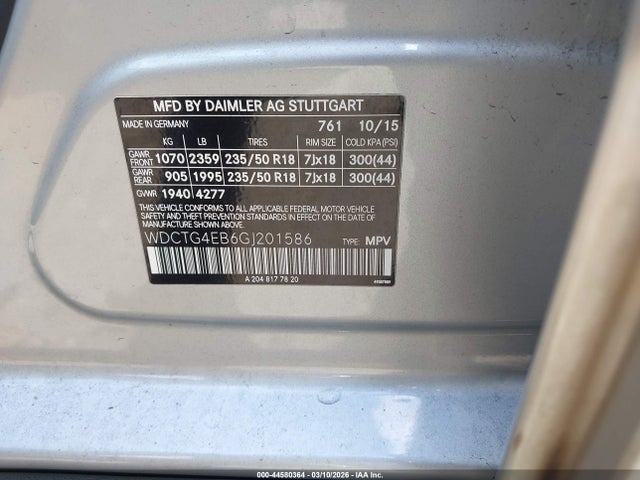 MFD BY DAIMLER AG STUTTGART
MADE IN GERMANY 761 10/15
KG LB TIRES RIM SIZE COLD KPA(PSI)
GAWR FRONT 1070 2359 235/50 R18 7Jx18 300(44)
GAWR REAR 905 1995 235/50 R18 7Jx18 300(44)
GVWR 1940 4277
THIS VEHICLE CONFORMS TO ALL APPLICABLE FEDERAL MOTOR VEHICLE
SAFETY AND THEFT PREVENTION STANDARDS IN EFFECT ON THE DATE
OF MANUFACTURE SHOWN ABOVE.
WDCTG4EB6GJ201586 TYPE: MPV
A 204 817 78 20
000-44580364 - 03/10/2026 - IAAI, Inc.